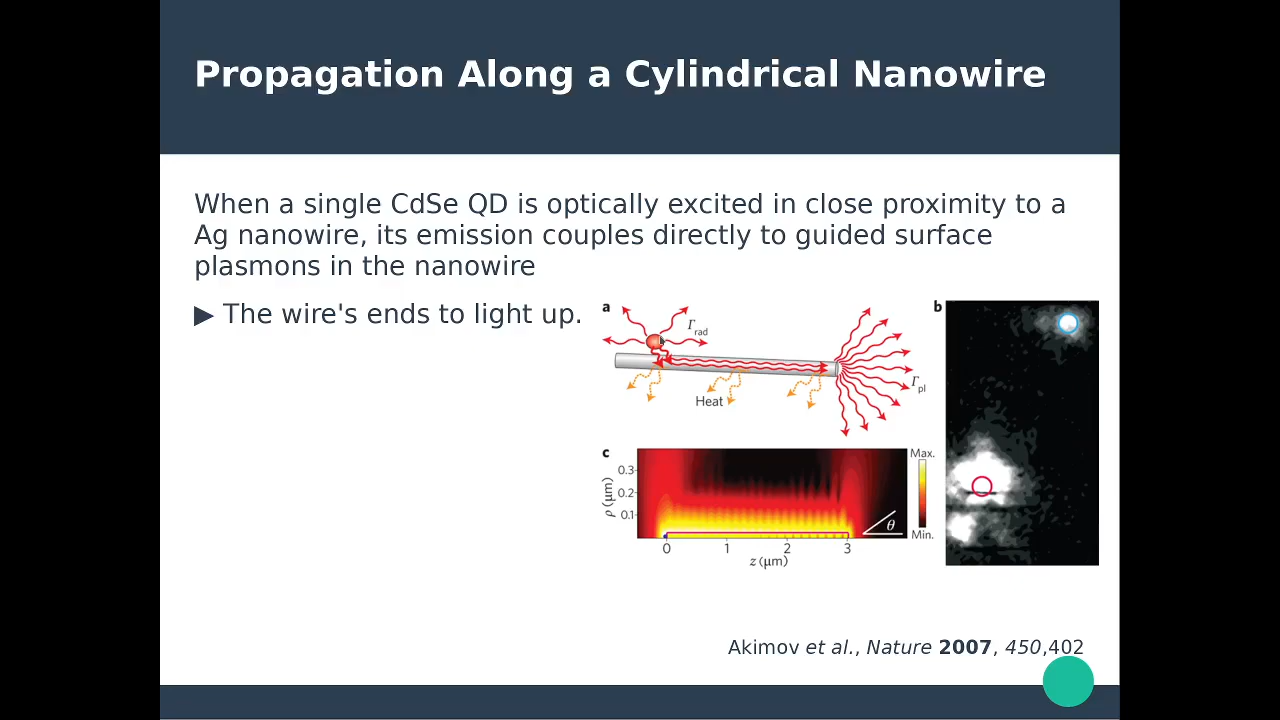 Propagation Along a Cylindrical Nanowire
When a single CdSe QD is optically excited in close proximity to a
Ag nanowire, its emission couples directly to guided surface
plasmons in the nanowire
▶ The wire's ends to light up.
a
Γrad
Γpl
Heat
b
c
0.3
0.2
0.1
ρ (μm)
0 1 2 3
z (μm)
θ
Max.
Min.
Akimov et al., Nature 2007, 450,402